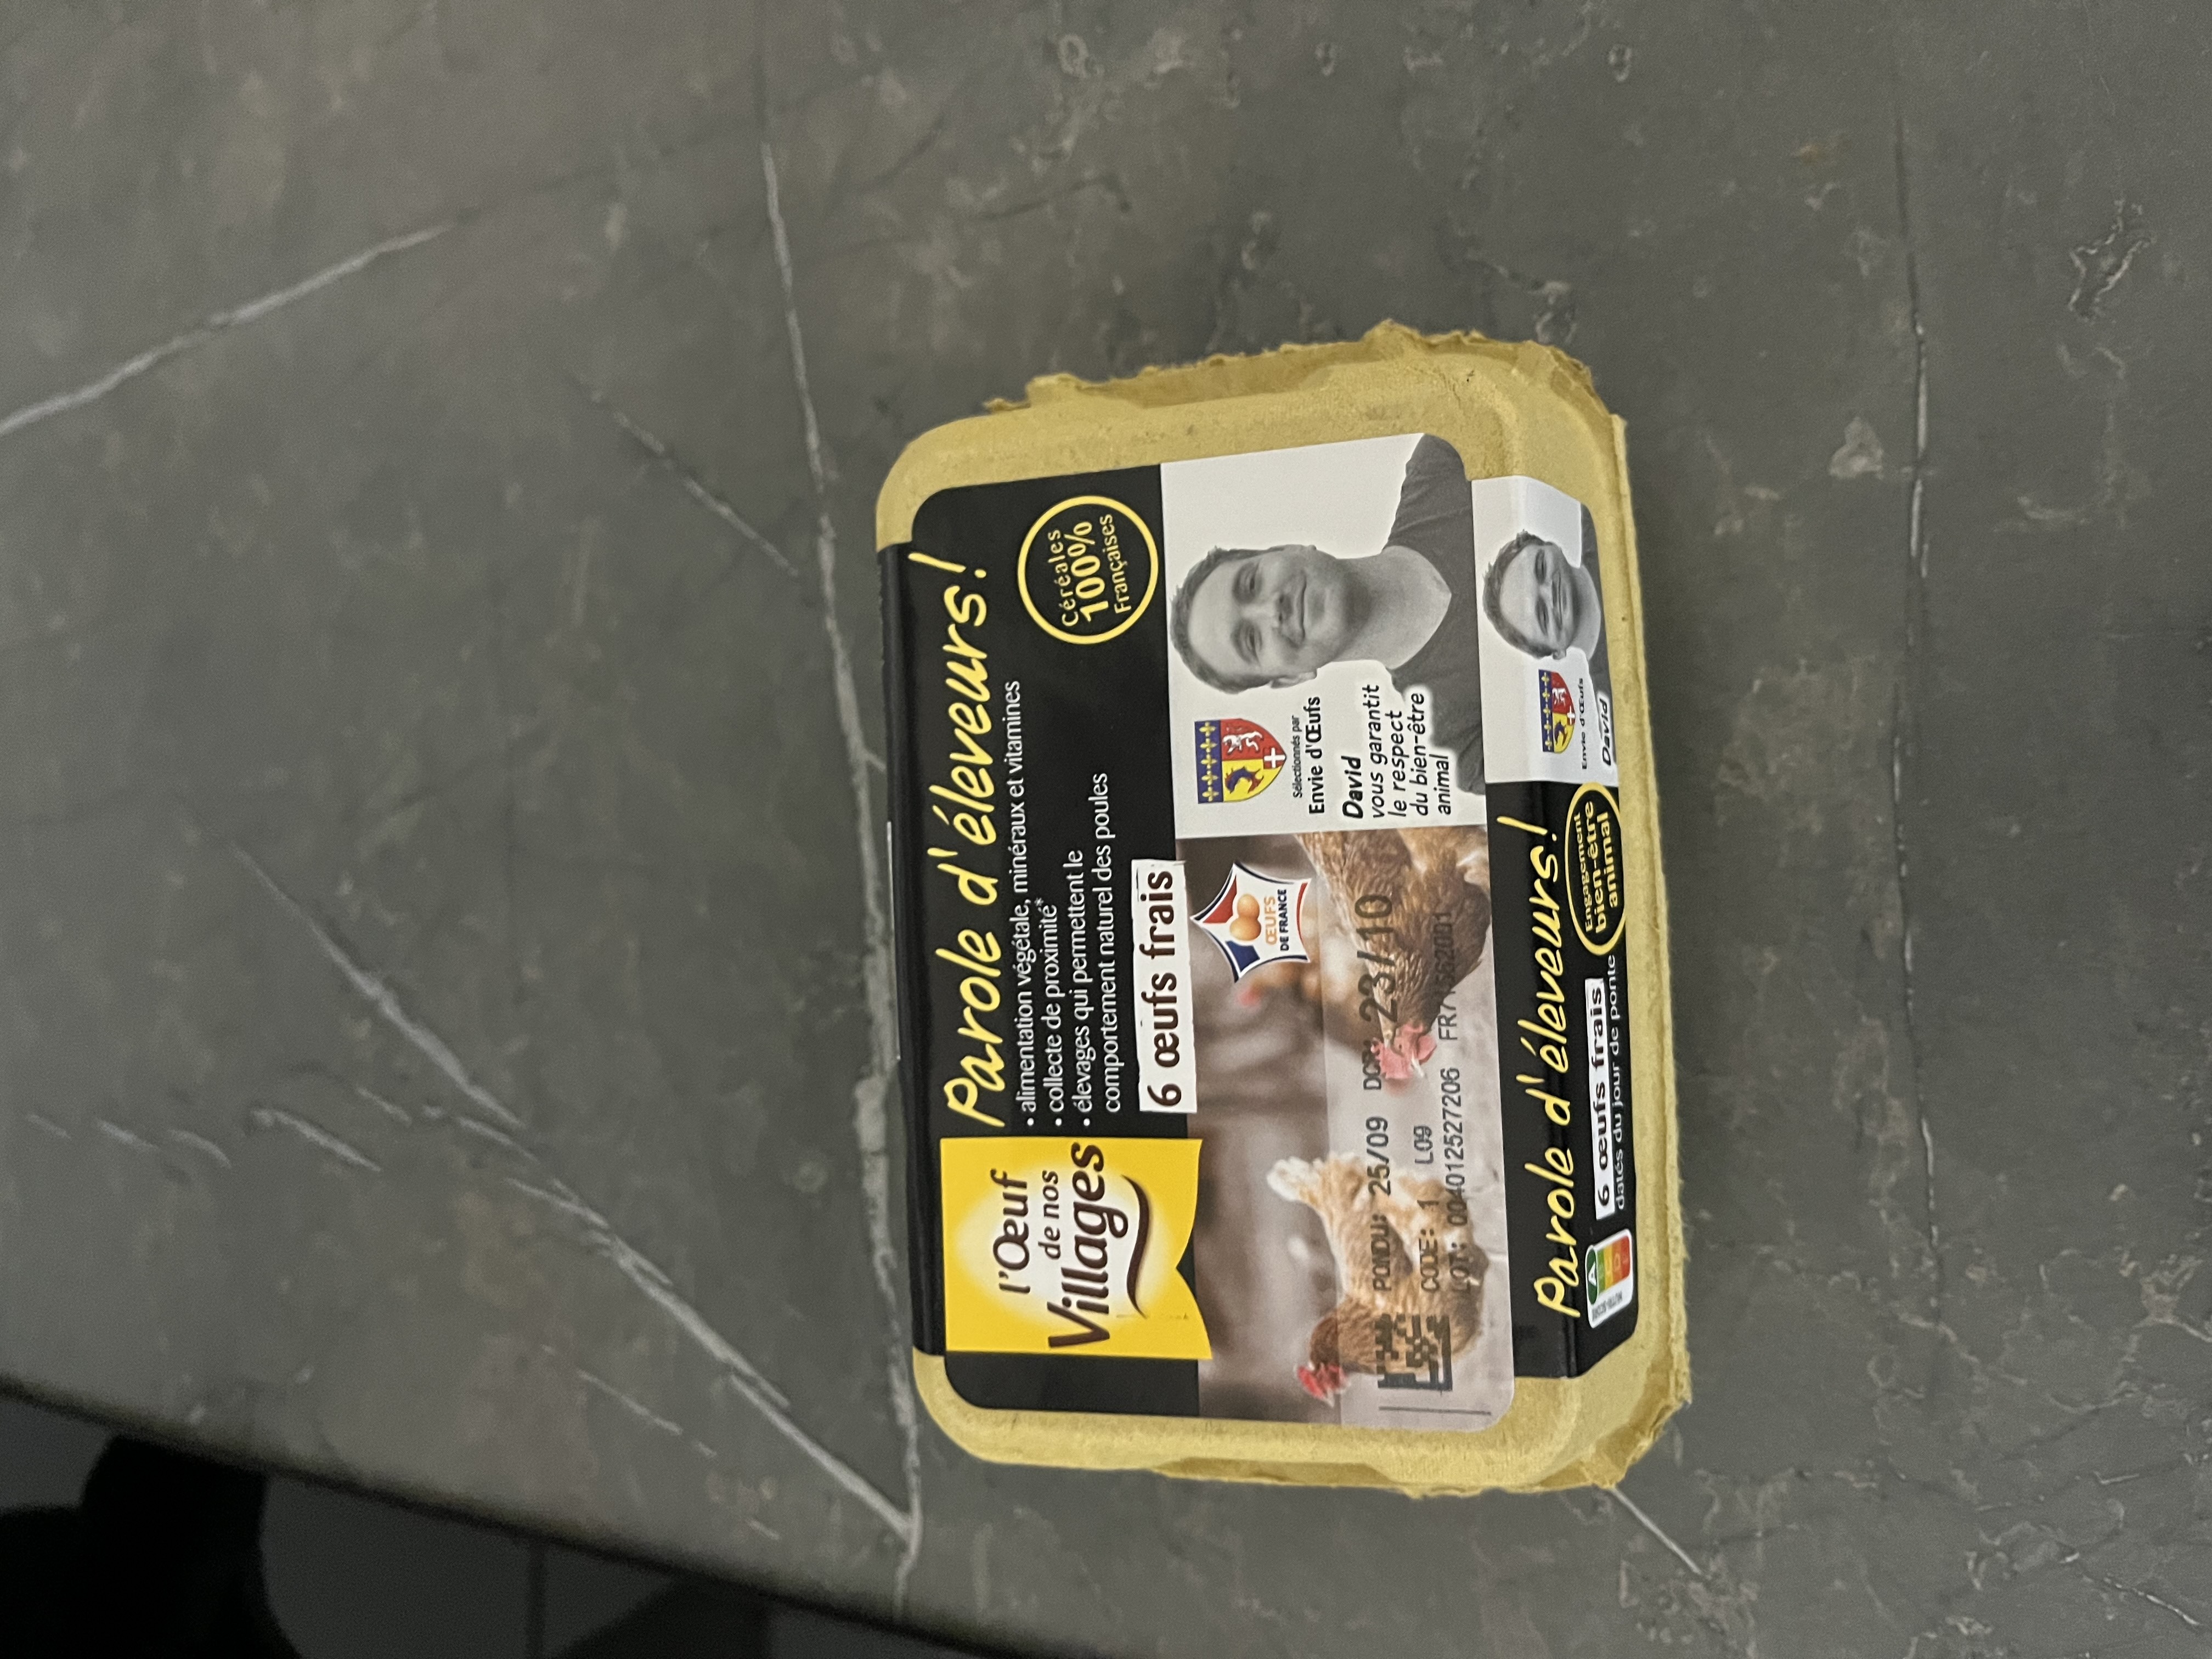 Parole d'éleveurs!
l'Œuf
de nos
Villages
• alimentation végétale, minéraux et vitamines
• collecte de proximité*
• élevages qui permettent le
comportement naturel des poules
Céréales
100%
Françaises
6 œufs frais
ŒUFS
DE FRANCE
Sélectionnés par
Envie d'Œufs
David
vous garantit
le respect
du bien-être
animal
PONDU: 25/09 DCR: 23/10
CODE: 1 L09
LOT: 004012527206 FR71562001
Parole d'éleveurs!
6 œufs frais
datés du jour de ponte
Engagement
bien-être
animal
Envie d'Œufs
David